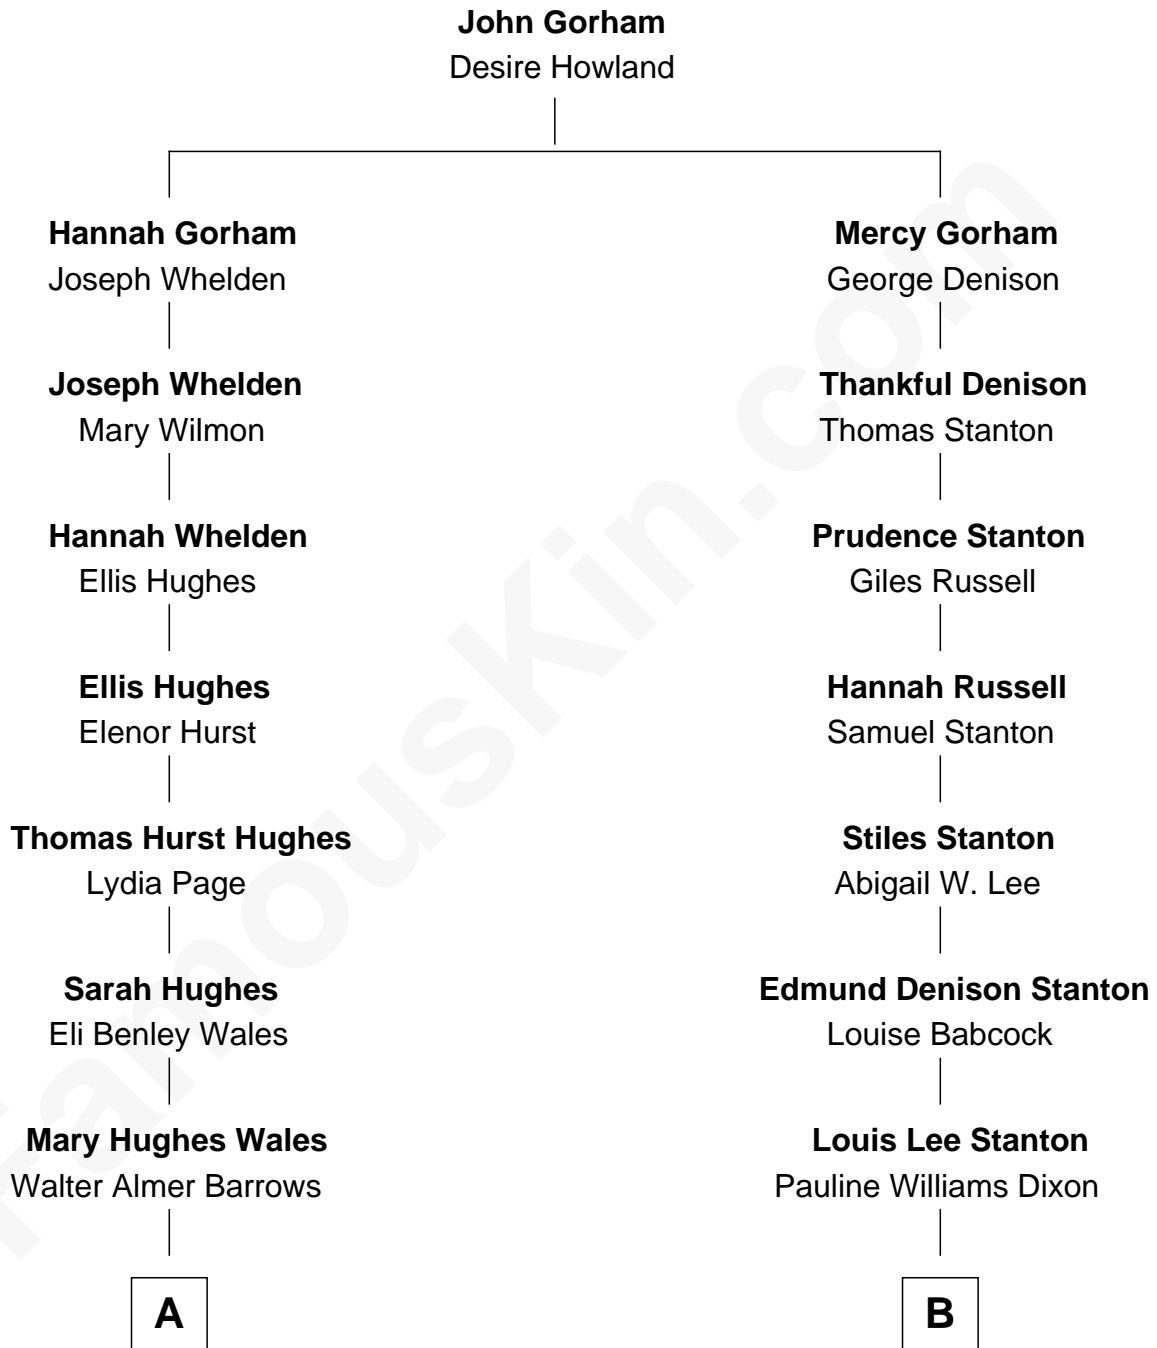 John Gorham
Desire Howland
Hannah Gorham
Joseph Whelden
Joseph Whelden
Mary Wilmon
Hannah Whelden
Ellis Hughes
Ellis Hughes
Elenor Hurst
Thomas Hurst Hughes
Lydia Page
Sarah Hughes
Eli Benley Wales
Mary Hughes Wales
Walter Almer Barrows
A
Mercy Gorham
George Denison
Thankful Denison
Thomas Stanton
Prudence Stanton
Giles Russell
Hannah Russell
Samuel Stanton
Stiles Stanton
Abigail W. Lee
Edmund Denison Stanton
Louise Babcock
Louis Lee Stanton
Pauline Williams Dixon
B
FamousKin.com